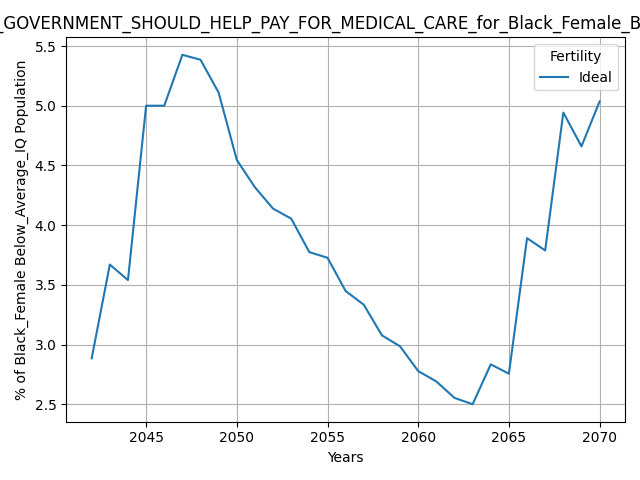 _GOVERNMENT_SHOULD_HELP_PAY_FOR_MEDICAL_CARE_for_Black_Female_B
5.5
5.0
4.5
4.0
3.5
3.0
2.5
% of Black_Female Below_Average_IQ Population
Fertility
Ideal
2045 2050 2055 2060 2065 2070
Years